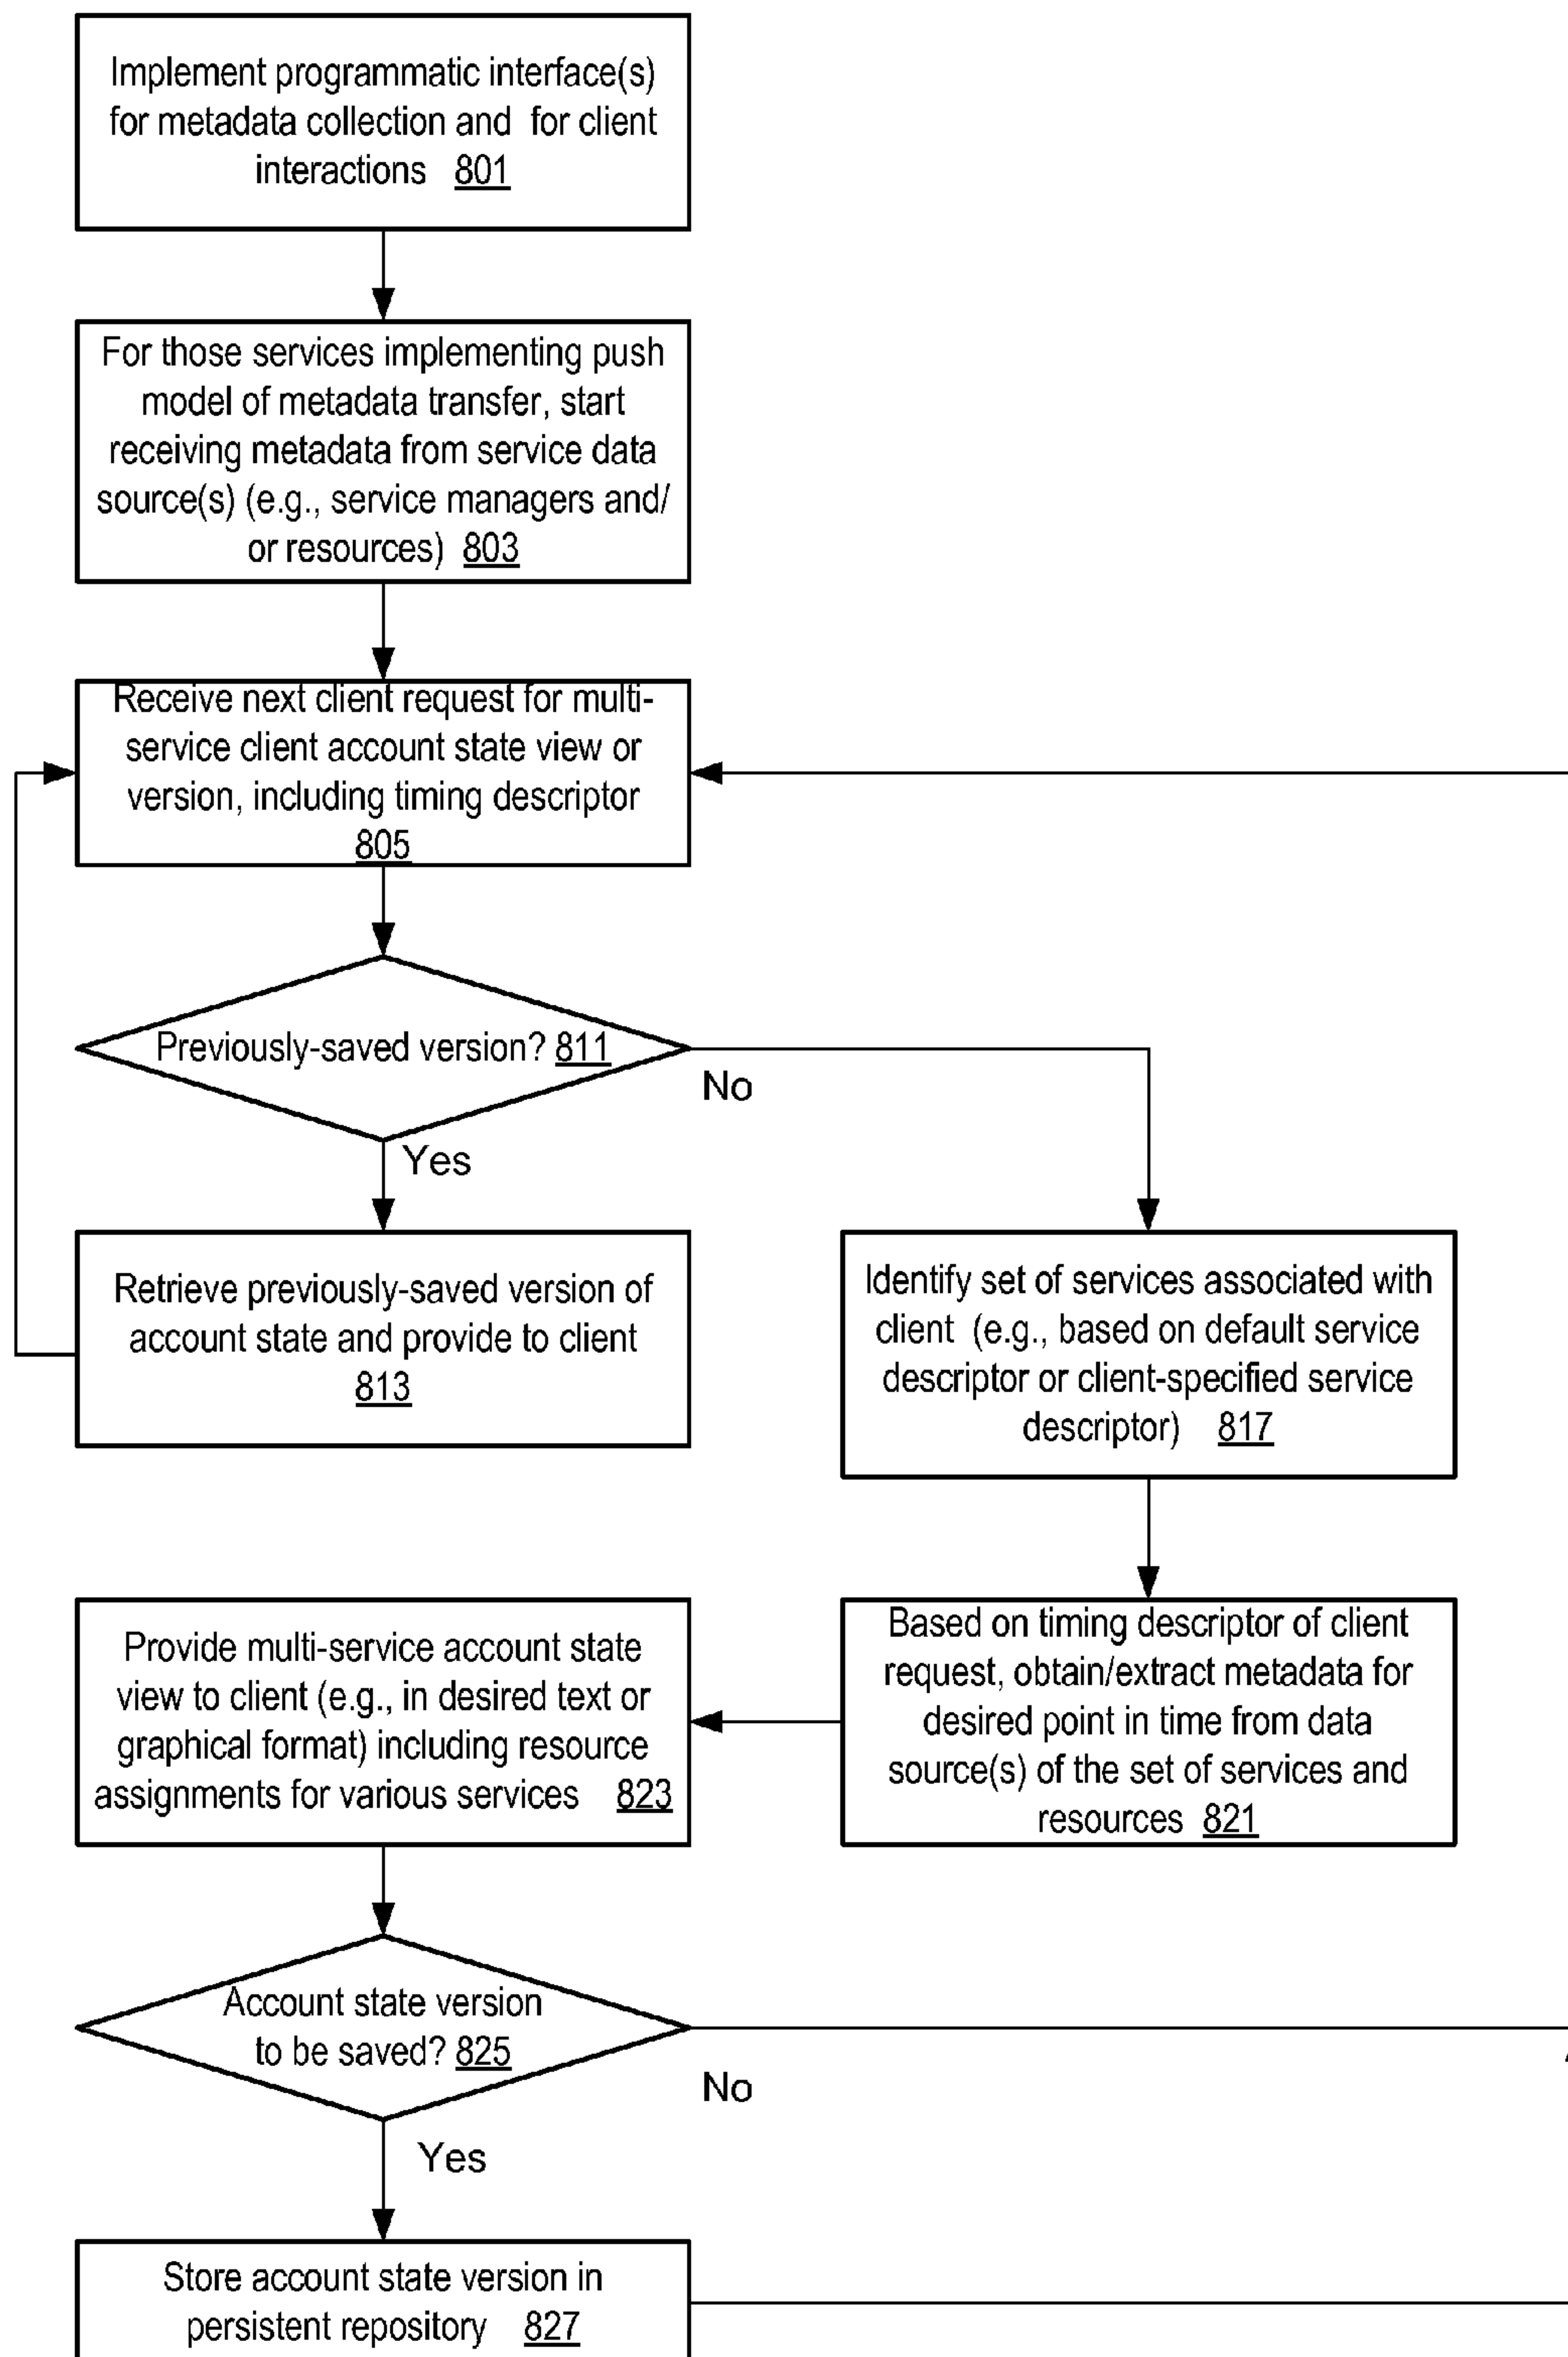 Implement programmatic interface(s)
for metadata collection and for client
interactions 801
For those services implementing push
model of metadata transfer, start
receiving metadata from service data
source(s) (e.g., service managers and/
or resources) 803
Receive next client request for multi-
service client account state view or
version, including timing descriptor
805
Previously-saved version? 811
No
Yes
Retrieve previously-saved version of
account state and provide to client
813
Identify set of services associated with
client (e.g., based on default service
descriptor or client-specified service
descriptor) 817
Based on timing descriptor of client
request, obtain/extract metadata for
desired point in time from data
source(s) of the set of services and
resources 821
Provide multi-service account state
view to client (e.g., in desired text or
graphical format) including resource
assignments for various services 823
Account state version
to be saved? 825
No
Yes
Store account state version in
persistent repository 827